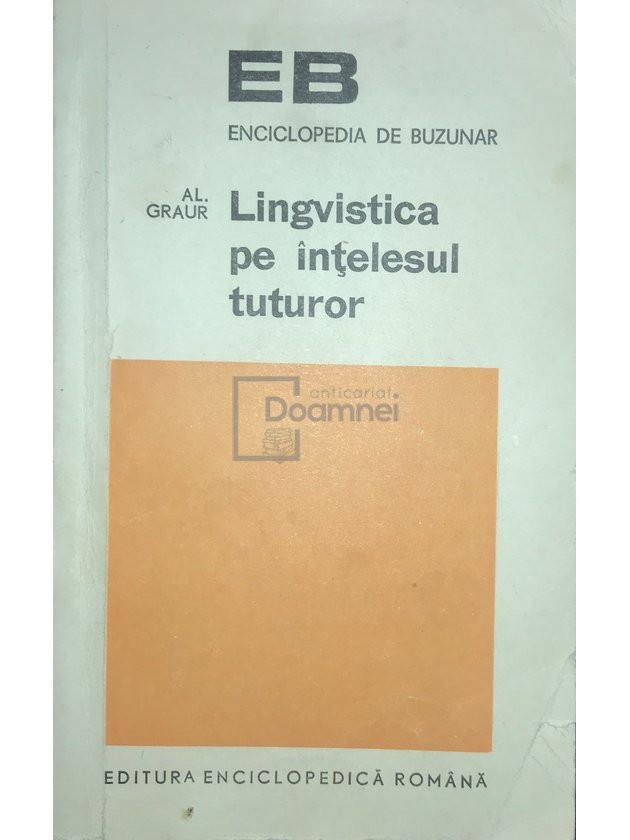 EB
ENCICLOPEDIA DE BUZUNAR
AL.
GRAUR
Lingvistica
pe înţelesul
tuturor
anticariat
Doamnei
EDITURA ENCICLOPEDICĂ ROMÂNĂ